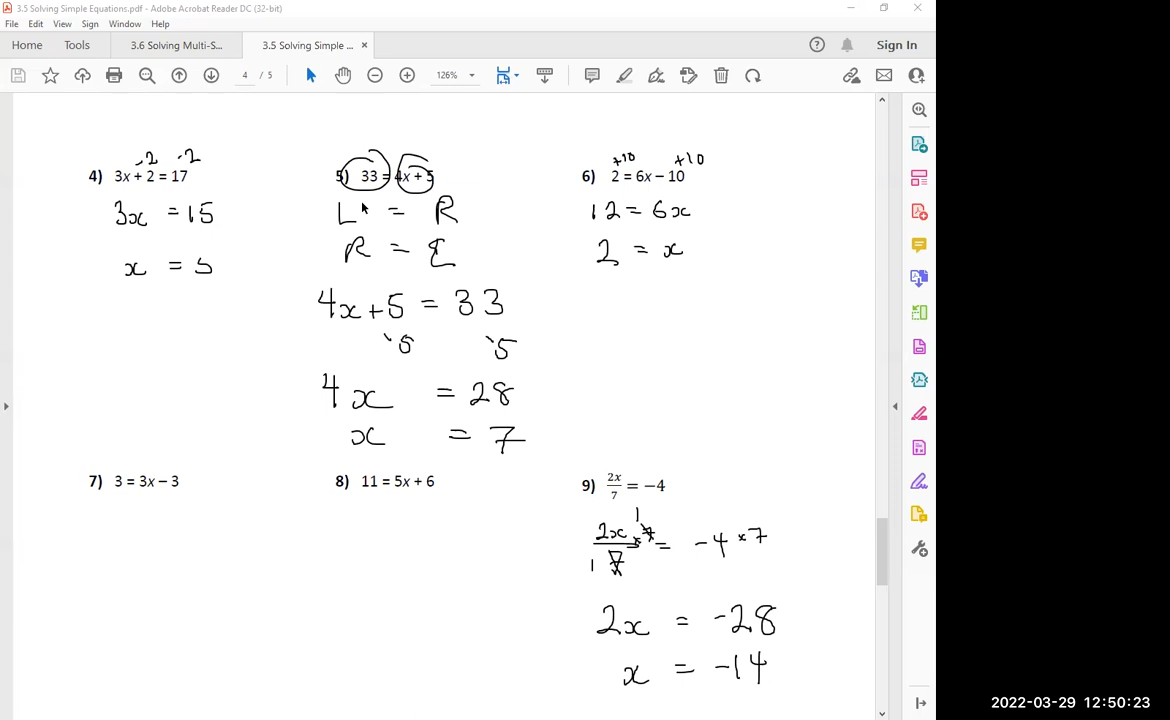 3.5 Solving Simple Equations.pdf - Adobe Acrobat Reader DC (32-bit)
File Edit View Sign Window Help
Home Tools 3.6 Solving Multi-S... 3.5 Solving Simple ... × Sign In
4 / 5 126%
-2 -2
4) 3x + 2 = 17
3x = 15
x = 5
5) 33 = 4x + 5
L = R
R = L
4x+5 = 33
-5 -5
4x = 28
x = 7
+10 +10
6) 2 = 6x − 10
12 = 6x
2 = x
7) 3 = 3x − 3
8) 11 = 5x + 6
9) 2x/7 = −4
1
2x × 7 = -4 × 7
1 7
2x = -28
x = -14
2022-03-29 12:50:23